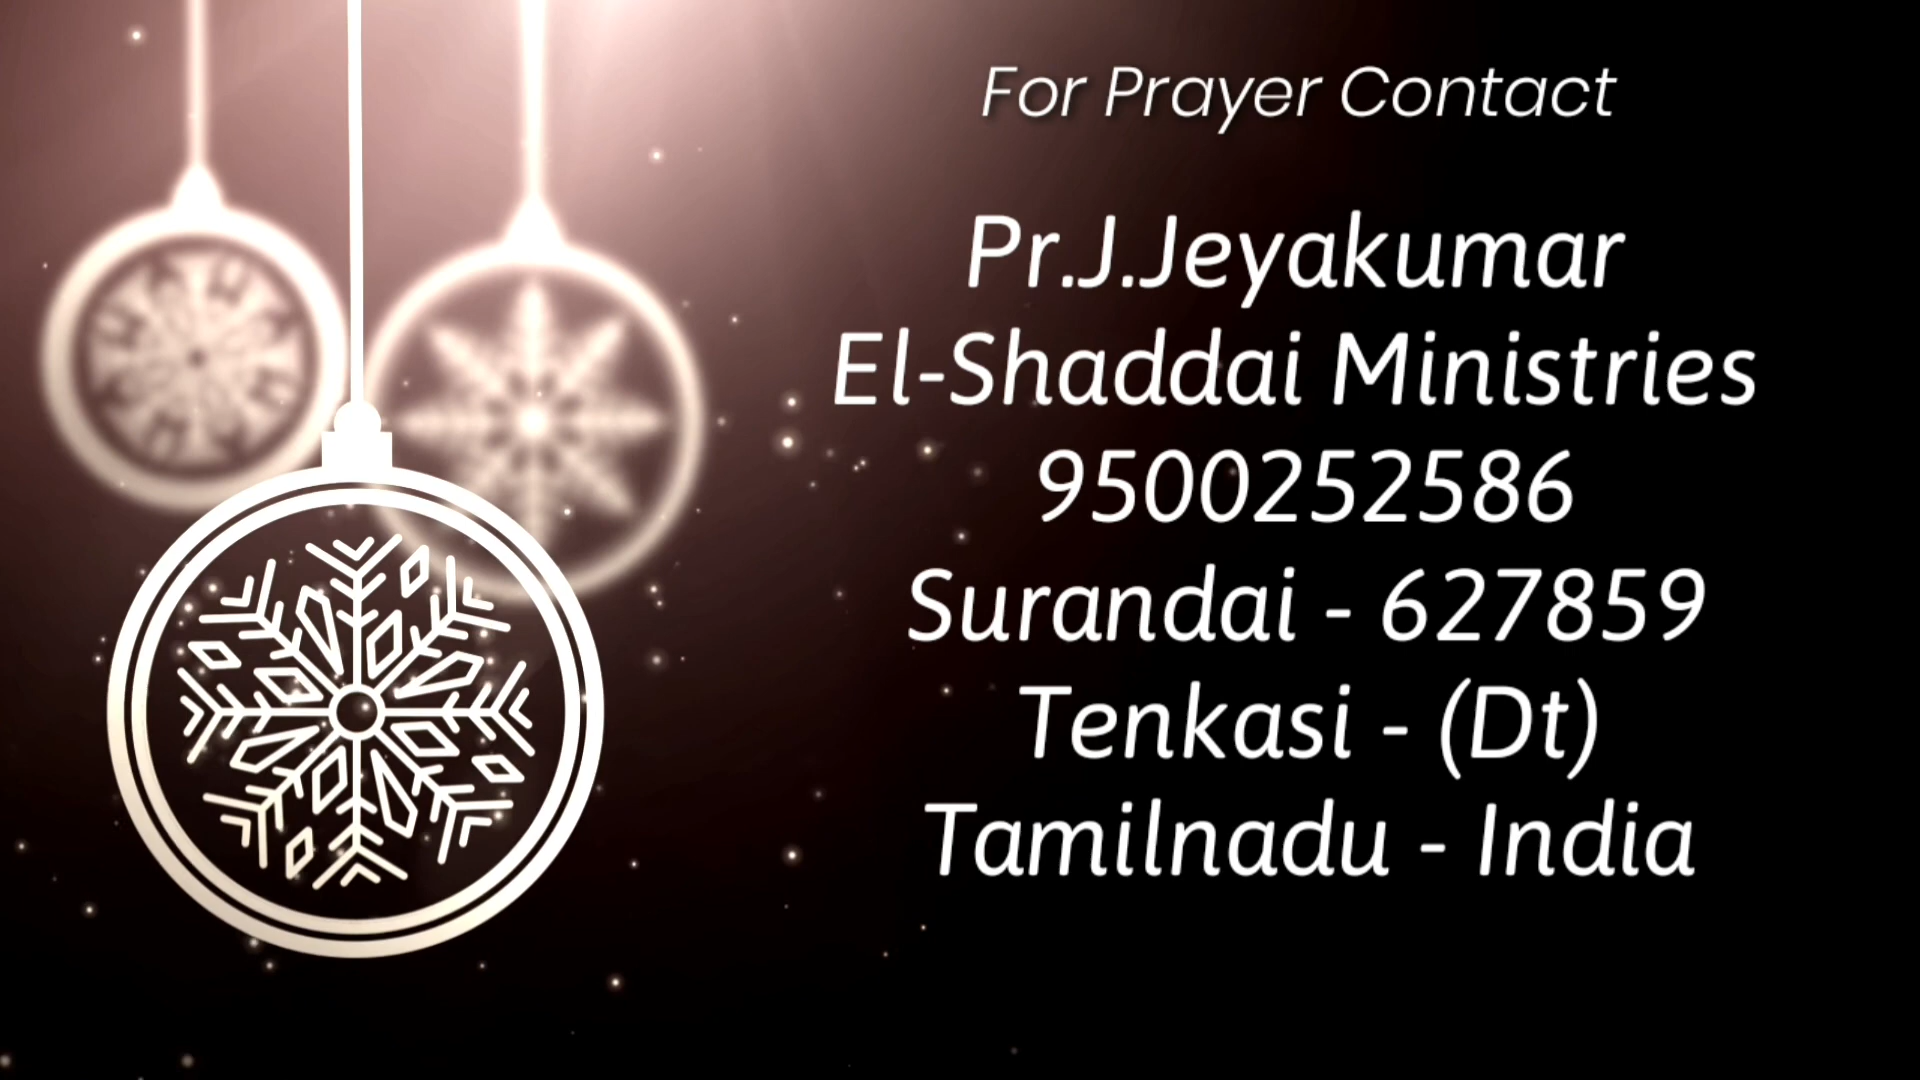 For Prayer Contact
Pr.J.Jeyakumar
El-Shaddai Ministries
9500252586
Surandai - 627859
Tenkasi - (Dt)
Tamilnadu - India